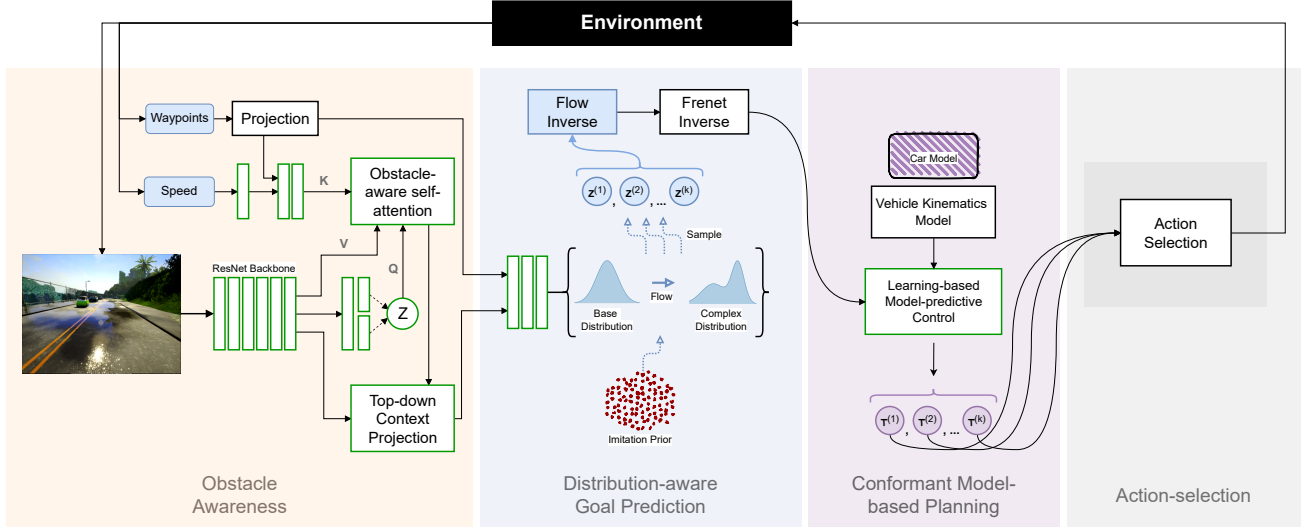 Environment
Waypoints
Projection
Speed
K
Obstacle-
aware self-
attention
V
Q
ResNet Backbone
Z
Top-down
Context
Projection
Obstacle
Awareness
Flow
Inverse
Frenet
Inverse
z(1) , z(2) , ... z(k)
Sample
Flow
Base
Distribution
Complex
Distribution
Imitation Prior
Distribution-aware
Goal Prediction
Car Model
Vehicle Kinematics
Model
Learning-based
Model-predictive
Control
T(1) , T(2) , ... T(k)
Conformant Model-
based Planning
Action
Selection
Action-selection